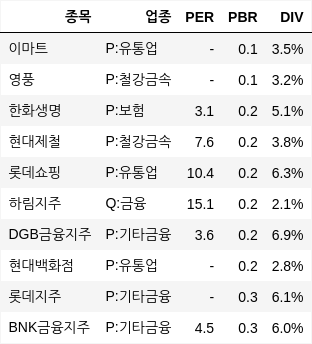 종목 업종 PER PBR DIV
이마트 P:유통업 - 0.1 3.5%
영풍 P:철강금속 - 0.1 3.2%
한화생명 P:보험 3.1 0.2 5.1%
현대제철 P:철강금속 7.6 0.2 3.8%
롯데쇼핑 P:유통업 10.4 0.2 6.3%
하림지주 Q:금융 15.1 0.2 2.1%
DGB금융지주 P:기타금융 3.6 0.2 6.9%
현대백화점 P:유통업 - 0.2 2.8%
롯데지주 P:기타금융 - 0.3 6.1%
BNK금융지주 P:기타금융 4.5 0.3 6.0%